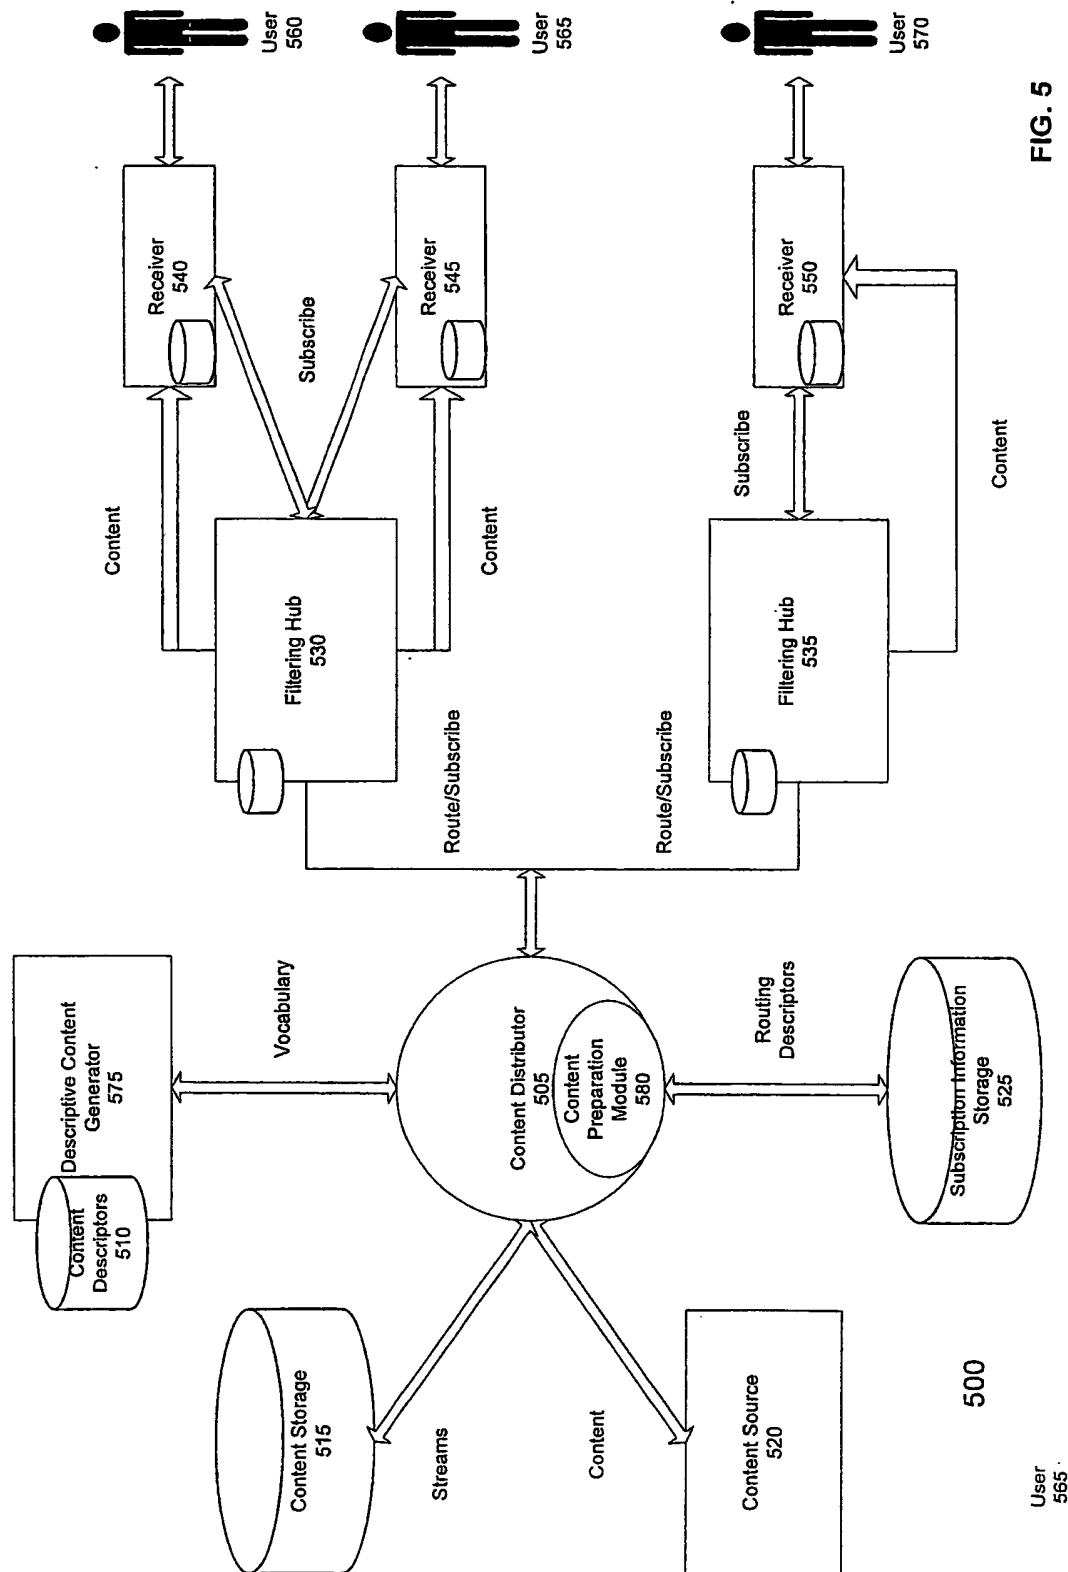 User
560
User
565
User
570
FIG. 5
Receiver
540
Receiver
545
Receiver
550
Subscribe
Subscribe
Content
Content
Content
Filtering Hub
530
Filtering Hub
535
Route/Subscribe
Route/Subscribe
Descriptive Content
Generator
575
Content
Descriptors
510
Vocabulary
Content Distributor
505
Content
Preparation
Module
580
Routing
Descriptors
Subscription Information
Storage
525
Content Storage
515
Streams
Content
Content Source
520
500
User
565